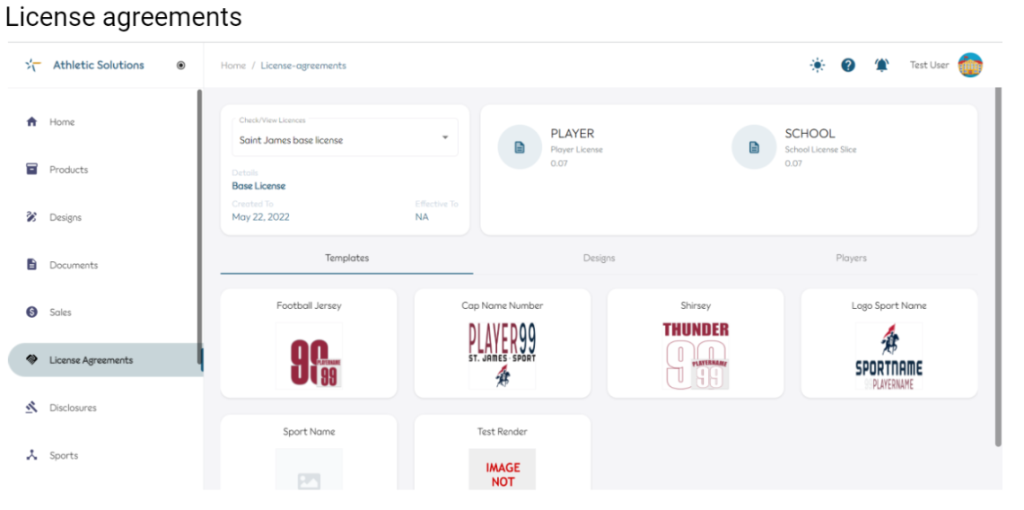 License agreements
Athletic Solutions
Home / License-agreements
Test User
Home
Products
Designs
Documents
Sales
License Agreements
Disclosures
Sports
Check/View Licences
Saint James base license
Details
Base License
Created To
Effective To
May 22, 2022
NA
PLAYER
Player License
0.07
SCHOOL
School License Slice
0.07
Templates
Designs
Players
Football Jersey
99
PLAYERNAME
99
Cap Name Number
PLAYER99
ST. JAMES SPORT
Shirsey
THUNDER
99
PLAYERNAME
99
Logo Sport Name
SPORTNAME
PLAYERNAME
Sport Name
Test Render
IMAGE
NOT